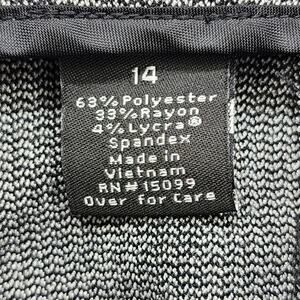 14
63% Polyester
33% Rayon
4% Lycra®
Spandex
Made in
Vietnam
RN#15099
Over for Care